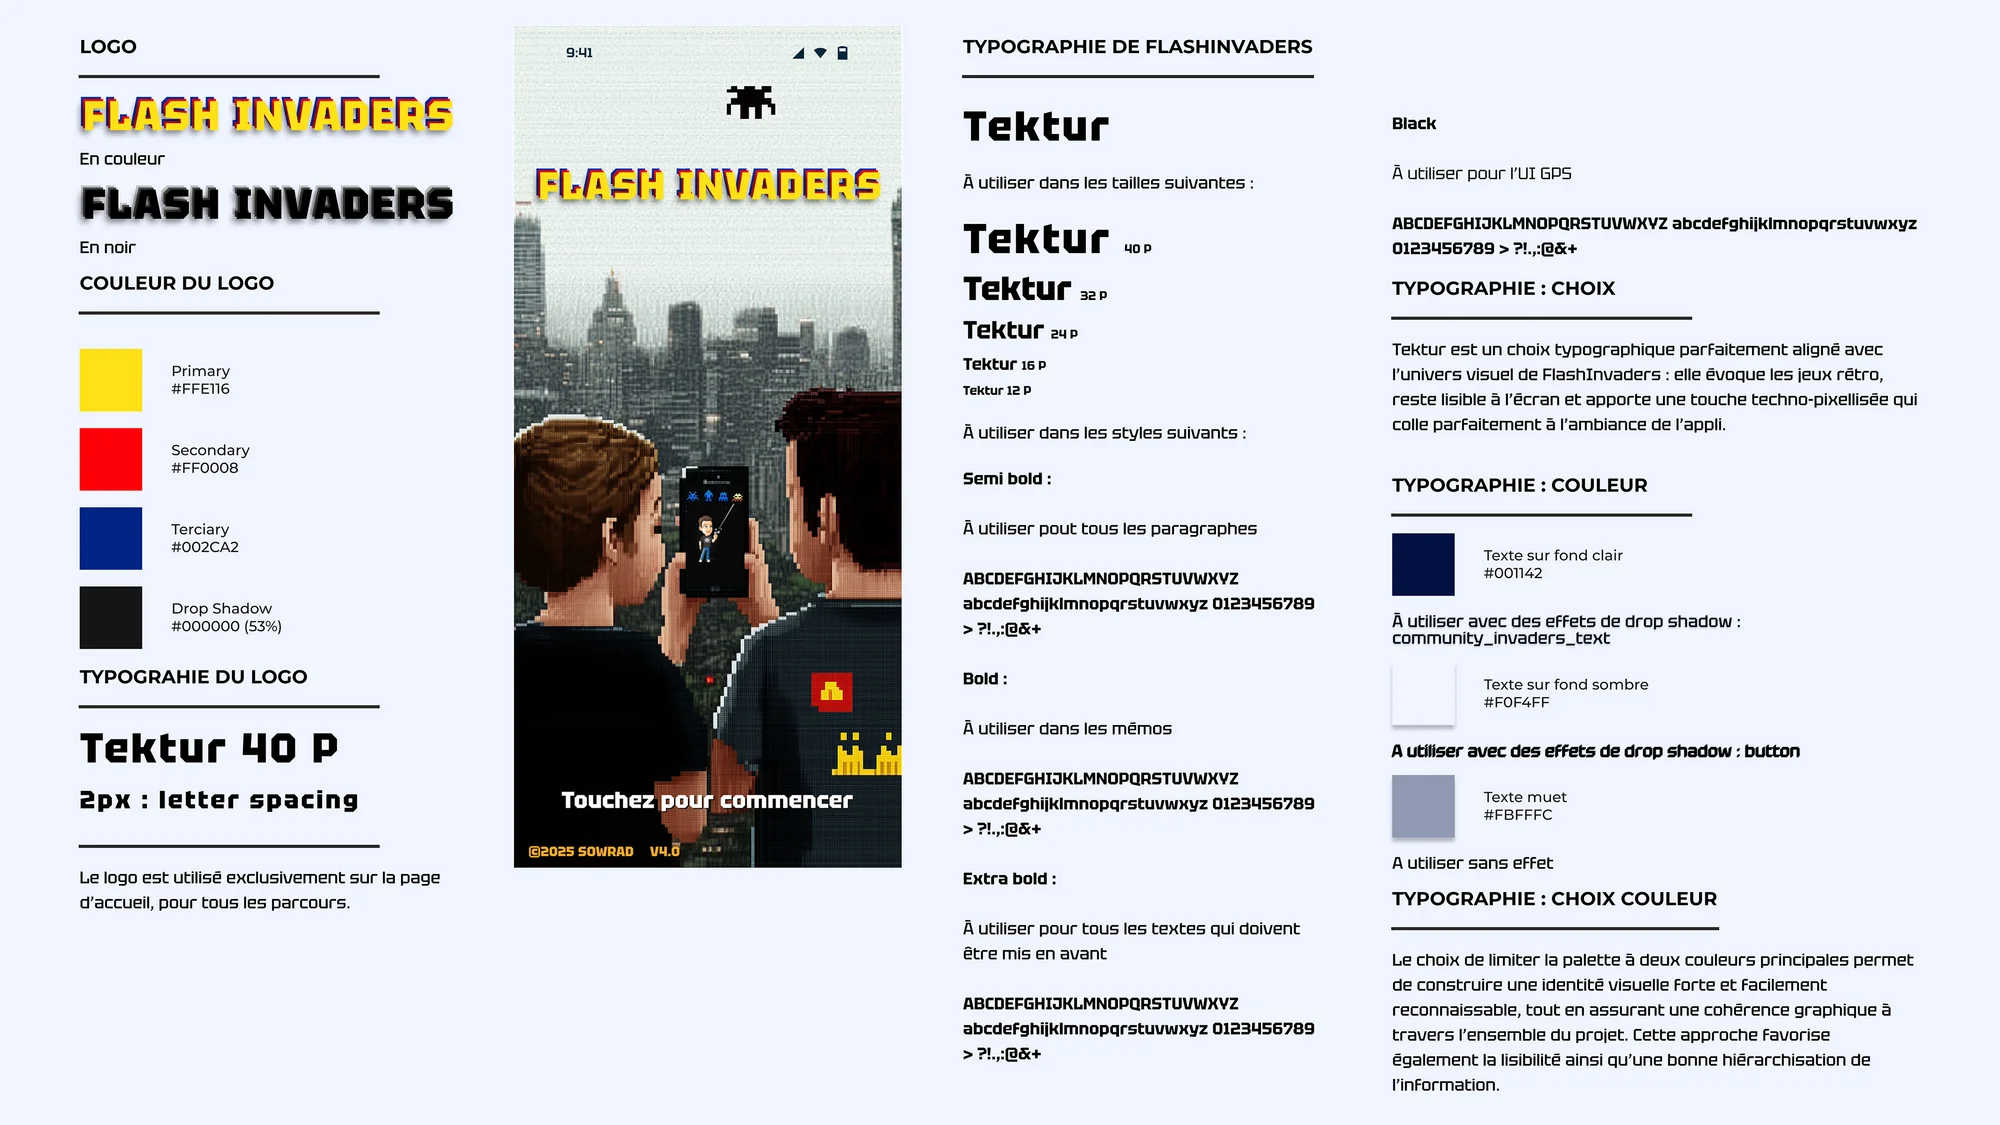 LOGO
FLASH INVADERS
En couleur
FLASH INVADERS
En noir
COULEUR DU LOGO
Primary
#FFE116
Secondary
#FF0008
Terciary
#002CA2
Drop Shadow
#000000 (53%)
TYPOGRAHIE DU LOGO
Tektur 40 P
2px : letter spacing
Le logo est utilisé exclusivement sur la page
d’accueil, pour tous les parcours.
9:41
FLASH INVADERS
Touchez pour commencer
©2025 SOWRAD V4.0
TYPOGRAPHIE DE FLASHINVADERS
Tektur
À utiliser dans les tailles suivantes :
Tektur 40 P
Tektur 32 P
Tektur 24 P
Tektur 16 P
Tektur 12 P
À utiliser dans les styles suivants :
Semi bold :
À utiliser pout tous les paragraphes
ABCDEFGHIJKLMNOPQRSTUVWXYZ
abcdefghijklmnopqrstuvwxyz 0123456789
> ?!.,:@&+
Bold :
À utiliser dans les mémos
ABCDEFGHIJKLMNOPQRSTUVWXYZ
abcdefghijklmnopqrstuvwxyz 0123456789
> ?!.,:@&+
Extra bold :
À utiliser pour tous les textes qui doivent
être mis en avant
ABCDEFGHIJKLMNOPQRSTUVWXYZ
abcdefghijklmnopqrstuvwxyz 0123456789
> ?!.,:@&+
Black
À utiliser pour l’UI GPS
ABCDEFGHIJKLMNOPQRSTUVWXYZ abcdefghijklmnopqrstuvwxyz
0123456789 > ?!.,:@&+
TYPOGRAPHIE : CHOIX
Tektur est un choix typographique parfaitement aligné avec
l’univers visuel de FlashInvaders : elle évoque les jeux rétro,
reste lisible à l’écran et apporte une touche techno-pixellisée qui
colle parfaitement à l’ambiance de l’appli.
TYPOGRAPHIE : COULEUR
Texte sur fond clair
#001142
À utiliser avec des effets de drop shadow :
community_invaders_text
Texte sur fond sombre
#F0F4FF
A utiliser avec des effets de drop shadow : button
Texte muet
#FBFFFC
A utiliser sans effet
TYPOGRAPHIE : CHOIX COULEUR
Le choix de limiter la palette à deux couleurs principales permet
de construire une identité visuelle forte et facilement
reconnaissable, tout en assurant une cohérence graphique à
travers l’ensemble du projet. Cette approche favorise
également la lisibilité ainsi qu’une bonne hiérarchisation de
l’information.